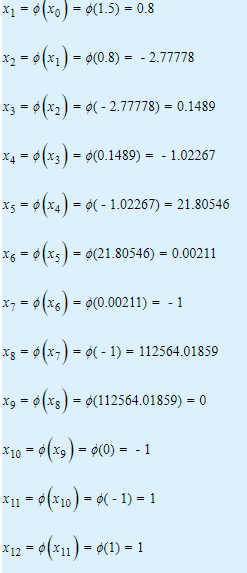 x₁ = ϕ(x₀) = ϕ(1.5) = 0.8
x₂ = ϕ(x₁) = ϕ(0.8) = - 2.77778
x₃ = ϕ(x₂) = ϕ( - 2.77778) = 0.1489
x₄ = ϕ(x₃) = ϕ(0.1489) = - 1.02267
x₅ = ϕ(x₄) = ϕ( - 1.02267) = 21.80546
x₆ = ϕ(x₅) = ϕ(21.80546) = 0.00211
x₇ = ϕ(x₆) = ϕ(0.00211) = - 1
x₈ = ϕ(x₇) = ϕ( - 1) = 112564.01859
x₉ = ϕ(x₈) = ϕ(112564.01859) = 0
x₁₀ = ϕ(x₉) = ϕ(0) = - 1
x₁₁ = ϕ(x₁₀) = ϕ( - 1) = 1
x₁₂ = ϕ(x₁₁) = ϕ(1) = 1